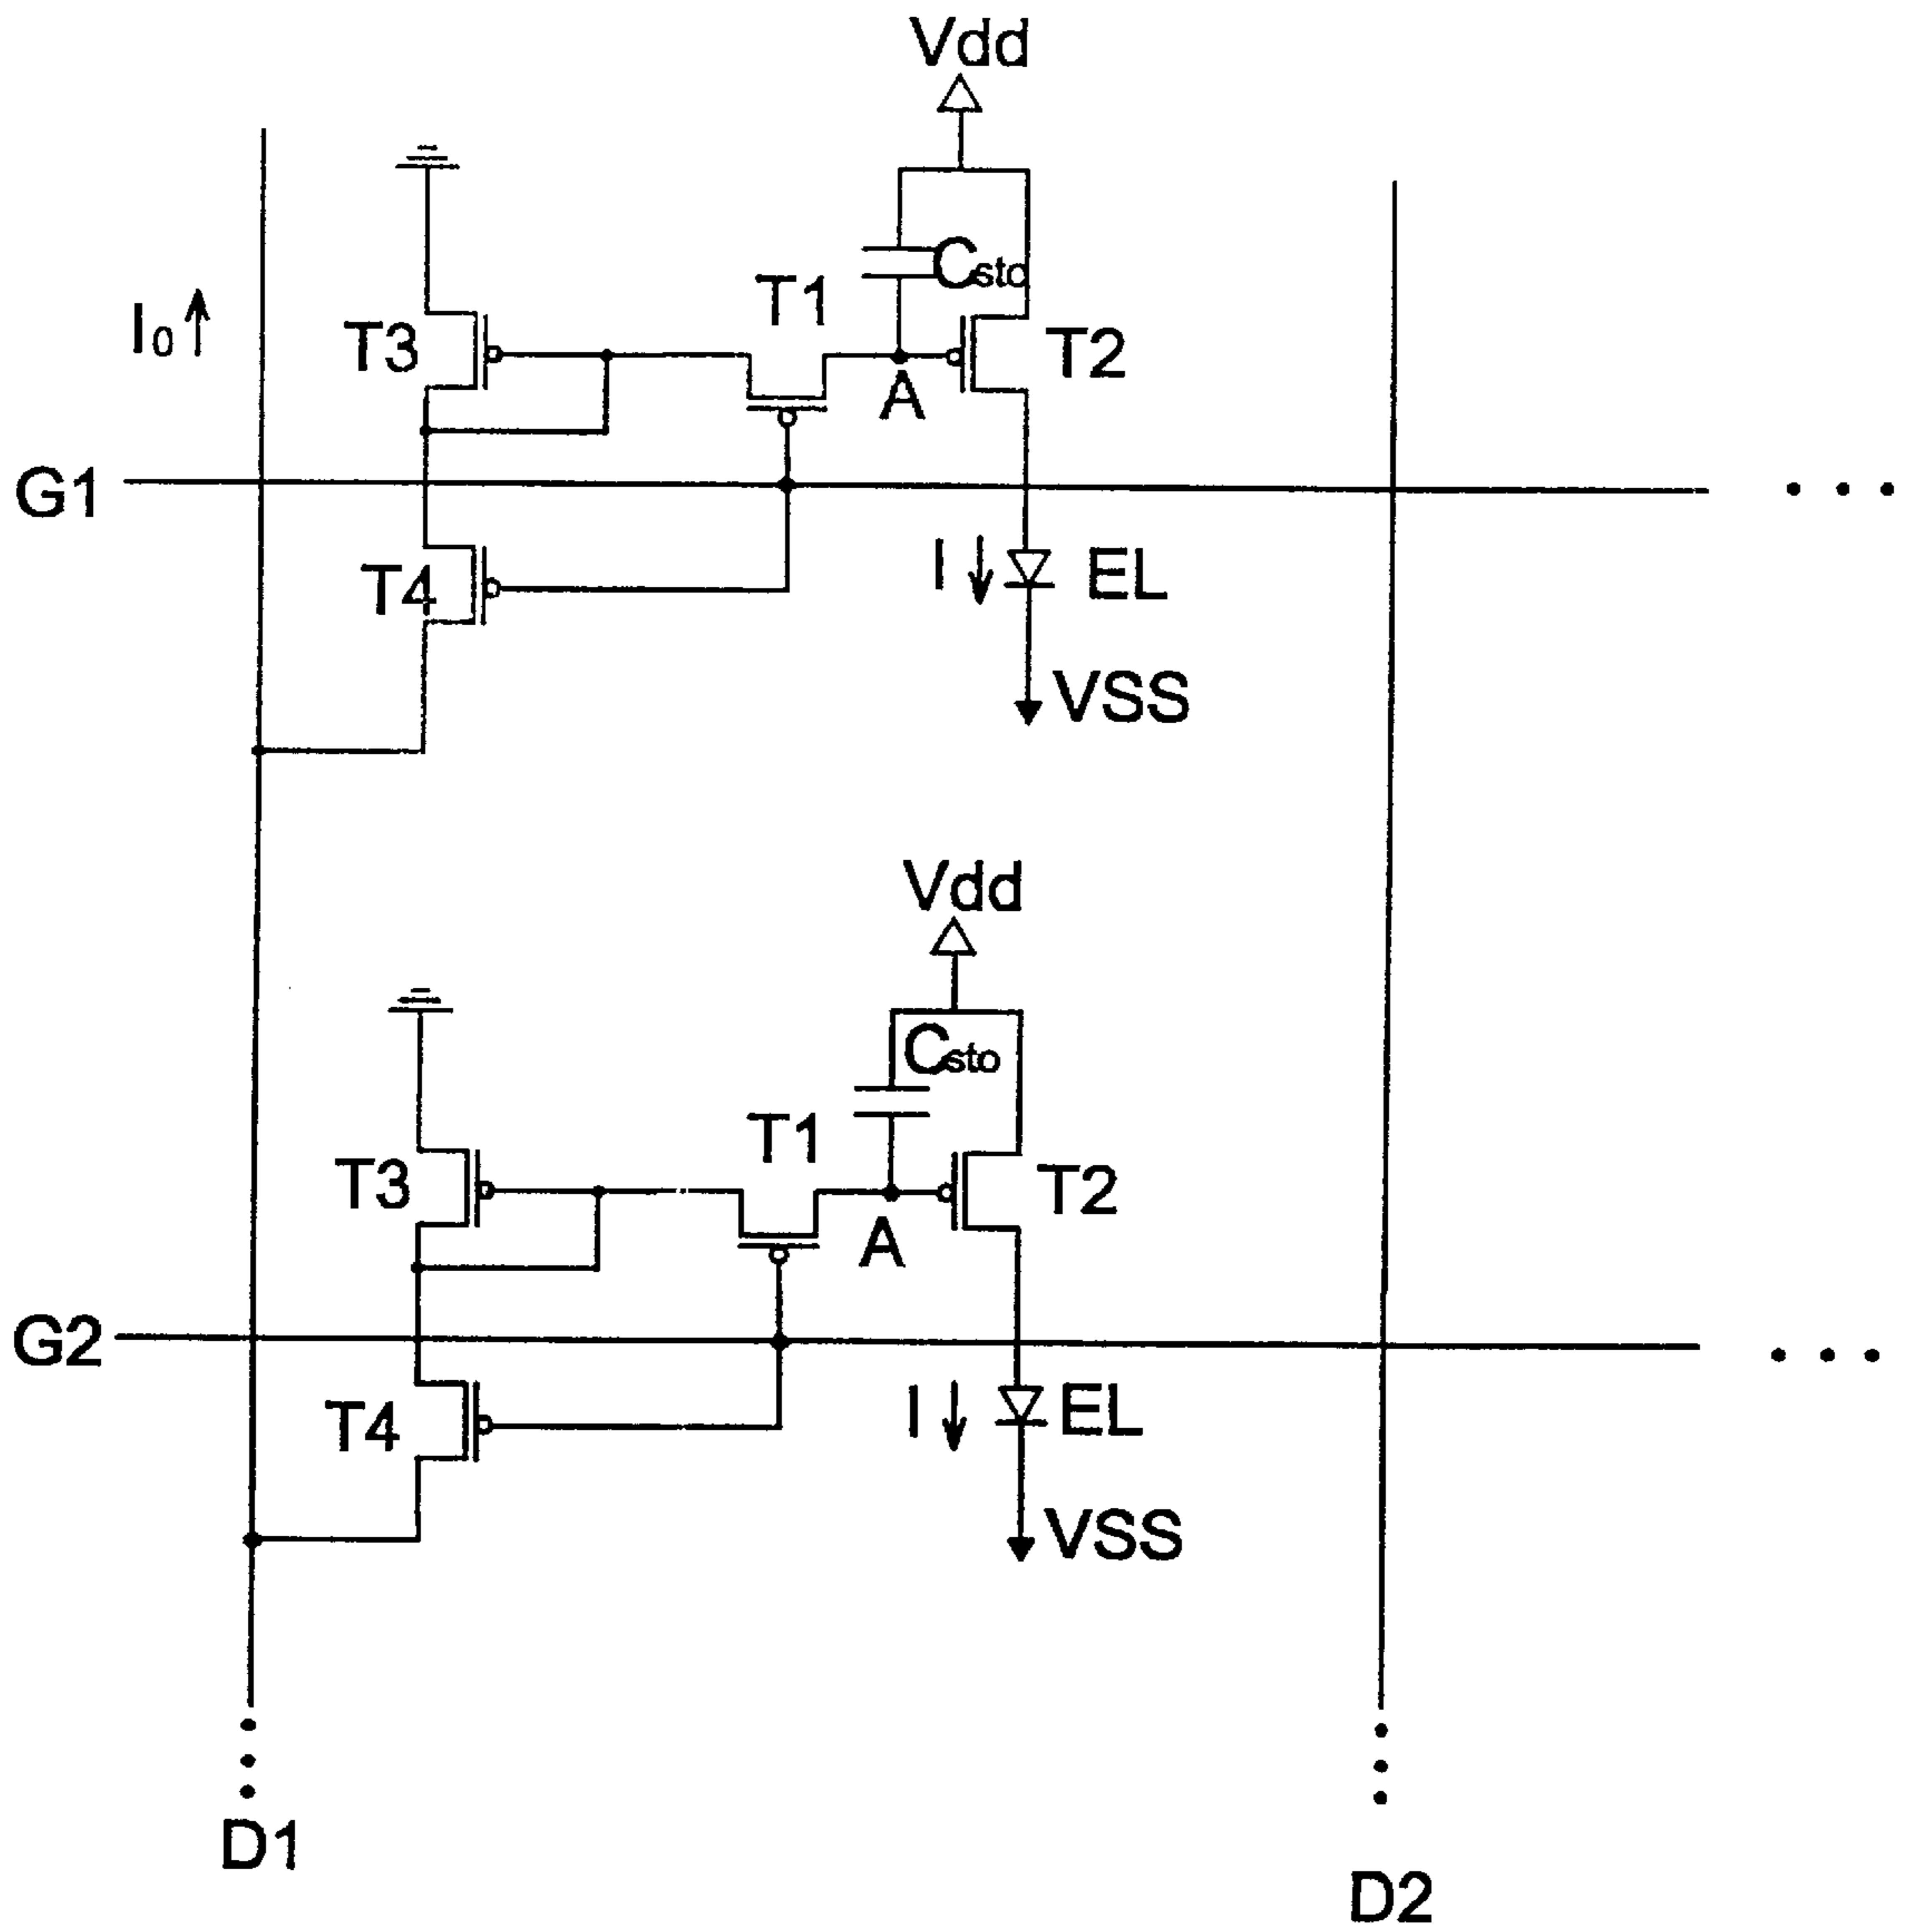 Vdd
Csto
T1
I0
T3
T2
A
G1
I
EL
T4
VSS
Vdd
Csto
T1
T3
T2
A
G2
I
EL
T4
VSS
D1
D2